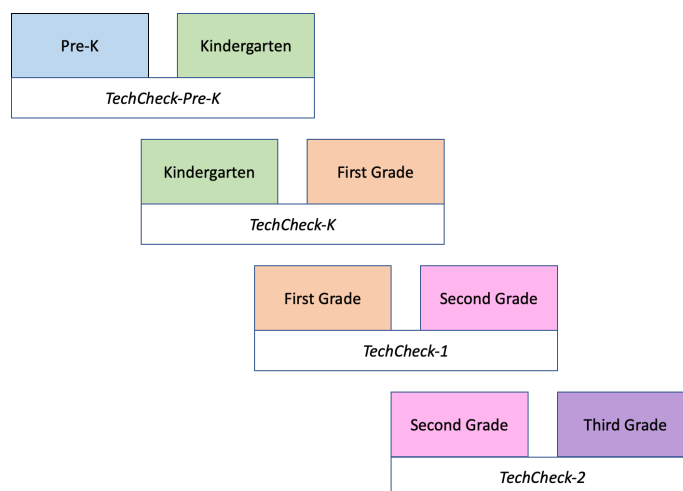 Pre-K
Kindergarten
TechCheck-Pre-K
Kindergarten
First Grade
TechCheck-K
First Grade
Second Grade
TechCheck-1
Second Grade
Third Grade
TechCheck-2